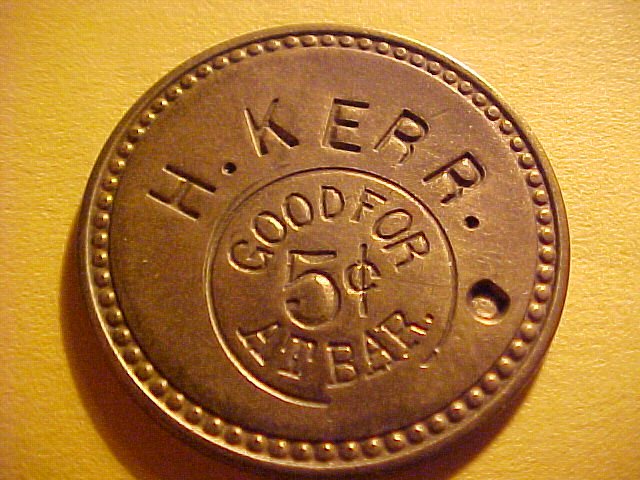 H. KERR.
GOOD FOR
5¢
AT BAR.